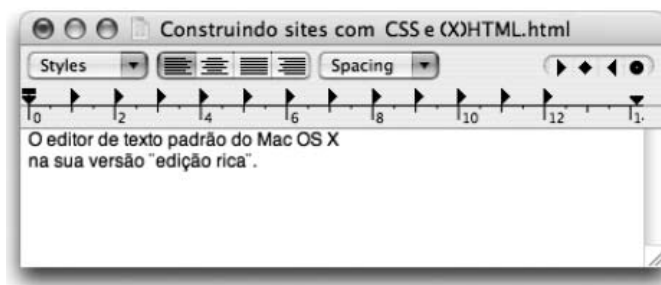 Construindo sites com CSS e (X)HTML.html
Styles Spacing
0 2 4 6 8 10 12 14
O editor de texto padrão do Mac OS X
na sua versão ¨edição rica¨.